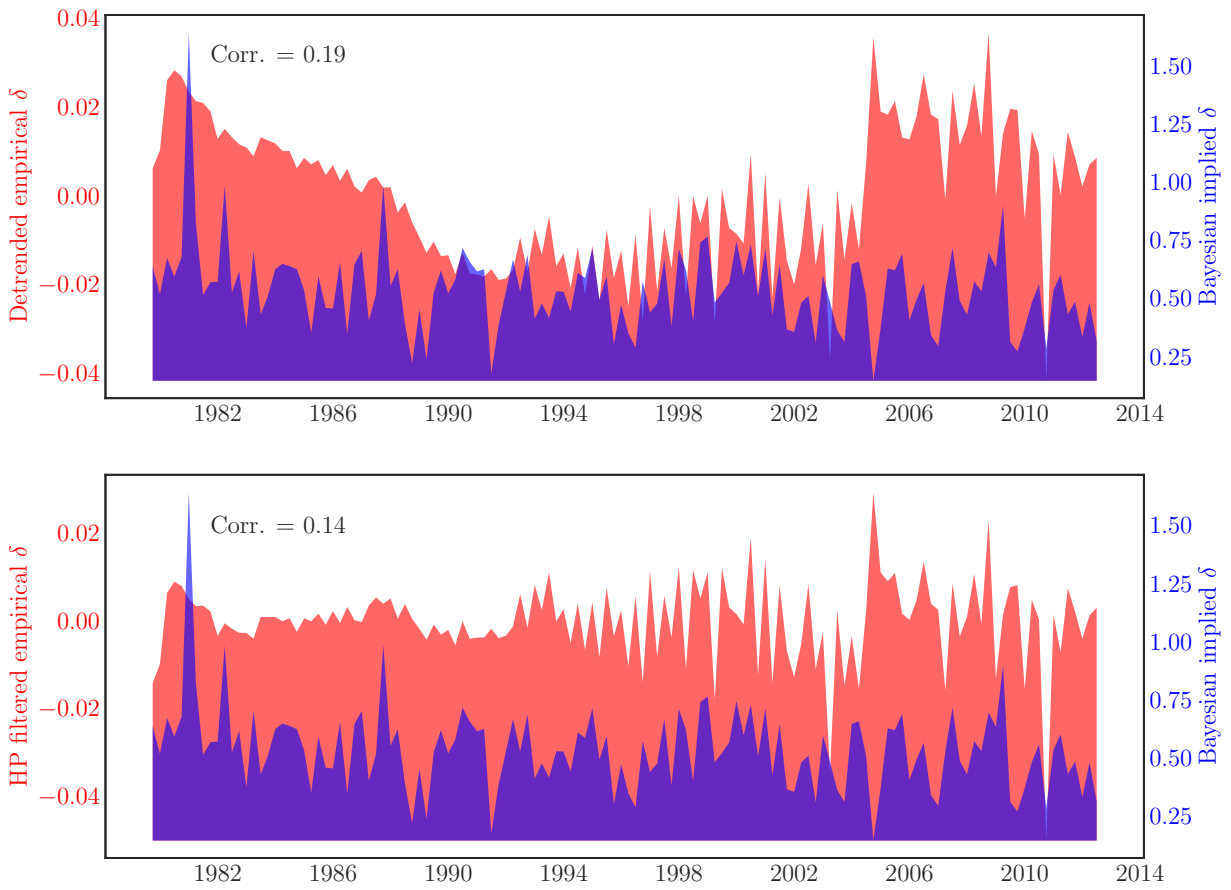 0.04
0.02
0.00
−0.02
−0.04
Detrended empirical δ
Corr. = 0.19
1.50
1.25
1.00
0.75
0.50
0.25
Bayesian implied δ
1982 1986 1990 1994 1998 2002 2006 2010 2014
0.02
0.00
−0.02
−0.04
HP filtered empirical δ
Corr. = 0.14
1.50
1.25
1.00
0.75
0.50
0.25
Bayesian implied δ
1982 1986 1990 1994 1998 2002 2006 2010 2014